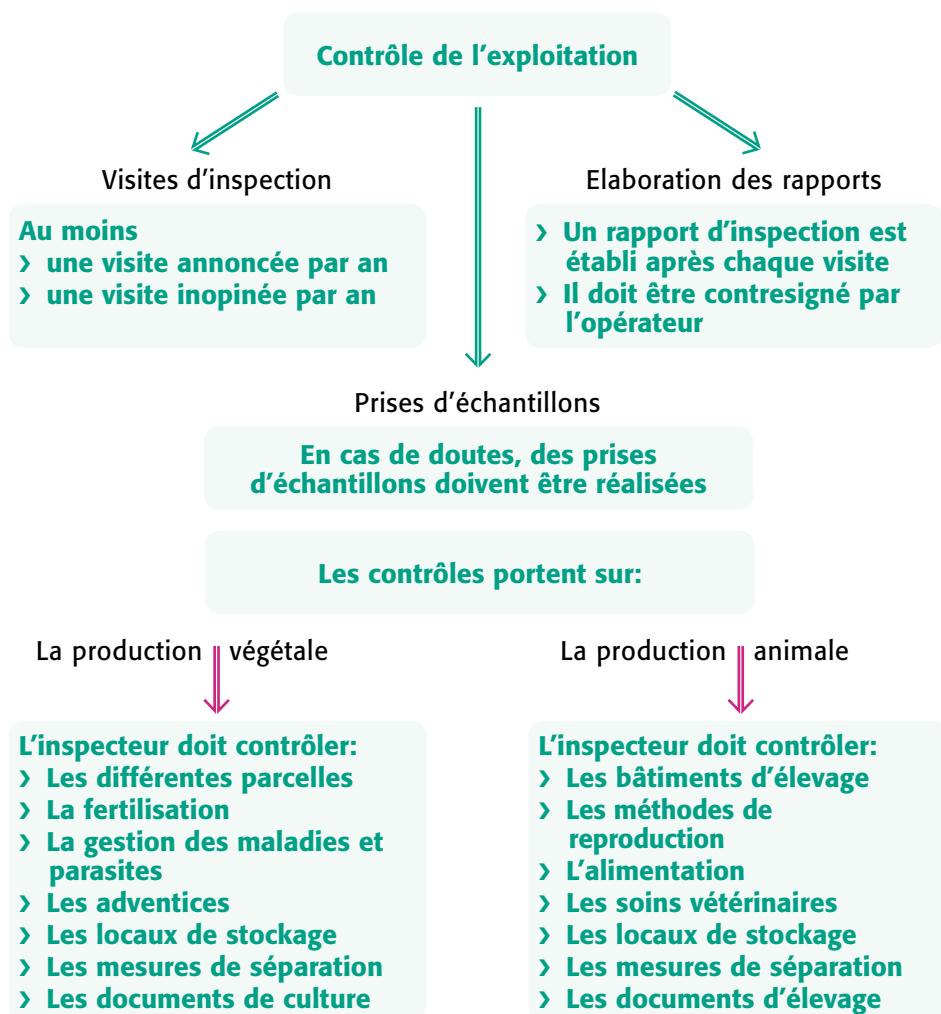 Contrôle de l'exploitation
Visites d'inspection
Au moins
› une visite annoncée par an
› une visite inopinée par an
Elaboration des rapports
› Un rapport d'inspection est
établi après chaque visite
› Il doit être contresigné par
l'opérateur
Prises d'échantillons
En cas de doutes, des prises
d'échantillons doivent être réalisées
Les contrôles portent sur:
La production végétale
L'inspecteur doit contrôler:
› Les différentes parcelles
› La fertilisation
› La gestion des maladies et
parasites
› Les adventices
› Les locaux de stockage
› Les mesures de séparation
› Les documents de culture
La production animale
L'inspecteur doit contrôler:
› Les bâtiments d'élevage
› Les méthodes de
reproduction
› L'alimentation
› Les soins vétérinaires
› Les locaux de stockage
› Les mesures de séparation
› Les documents d'élevage